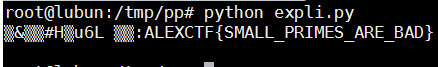 root@lubun:/tmp/pp# python expli.py
▒&▒▒#H▒u6L ▒▒:ALEXCTF{SMALL_PRIMES_ARE_BAD}